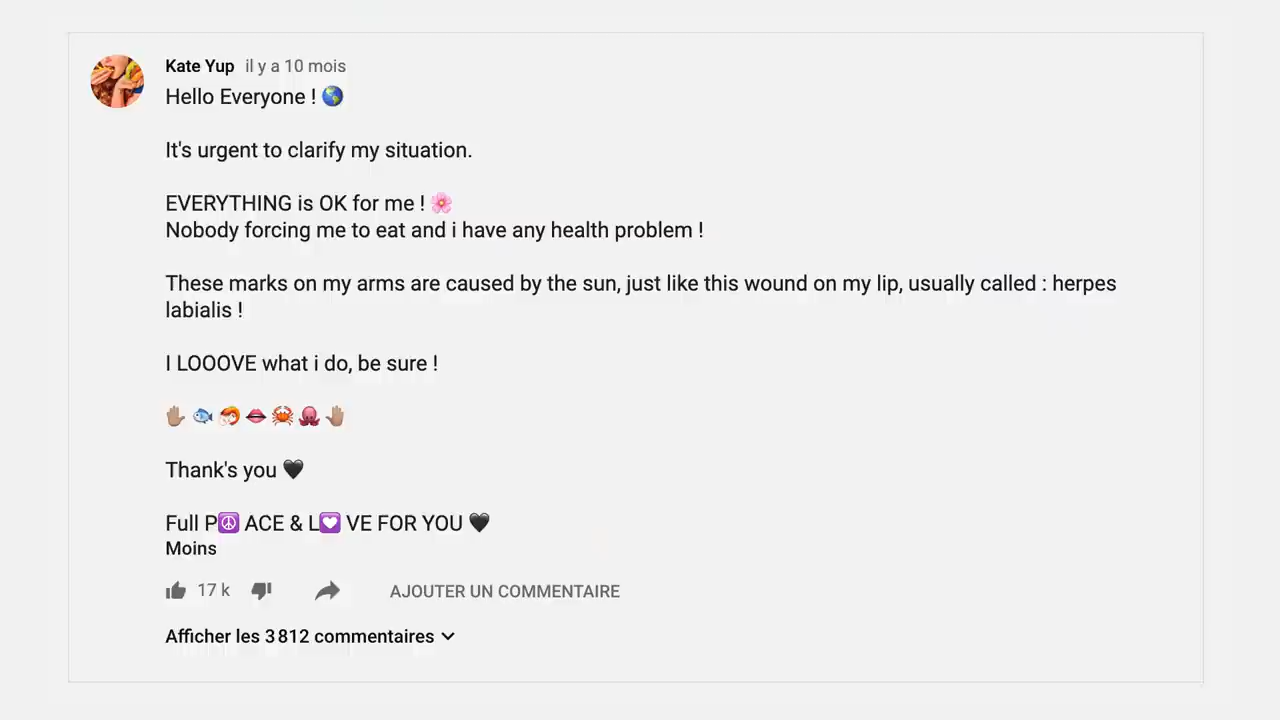 Kate Yup il y a 10 mois
Hello Everyone ! 🌎
It's urgent to clarify my situation.
EVERYTHING is OK for me ! 🌸
Nobody forcing me to eat and i have any health problem !
These marks on my arms are caused by the sun, just like this wound on my lip, usually called : herpes
labialis !
I LOOOVE what i do, be sure !
🖐🏽🐟🍤👄🦀🐙🤚🏽
Thank's you 🖤
Full P☮️ ACE & L💟 VE FOR YOU 🖤
Moins
17 k AJOUTER UN COMMENTAIRE
Afficher les 3 812 commentaires